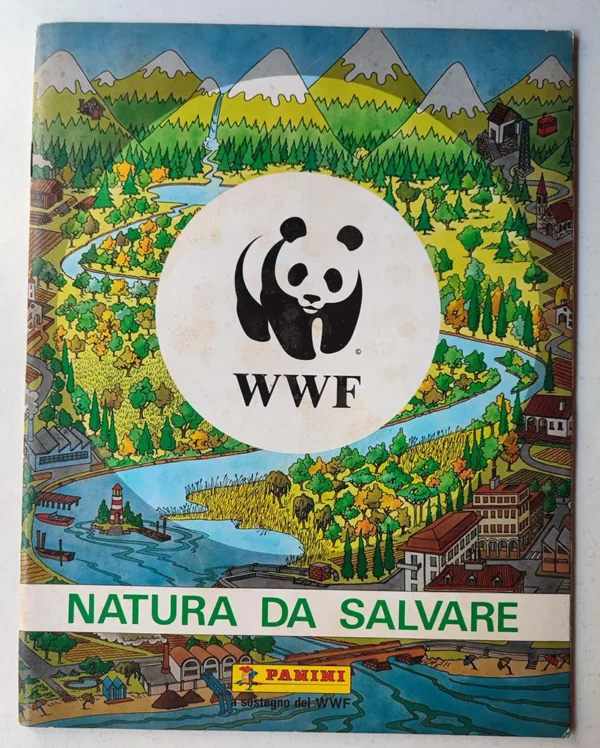 ©
WWF
NATURA DA SALVARE
PANINI
a sostegno del WWF